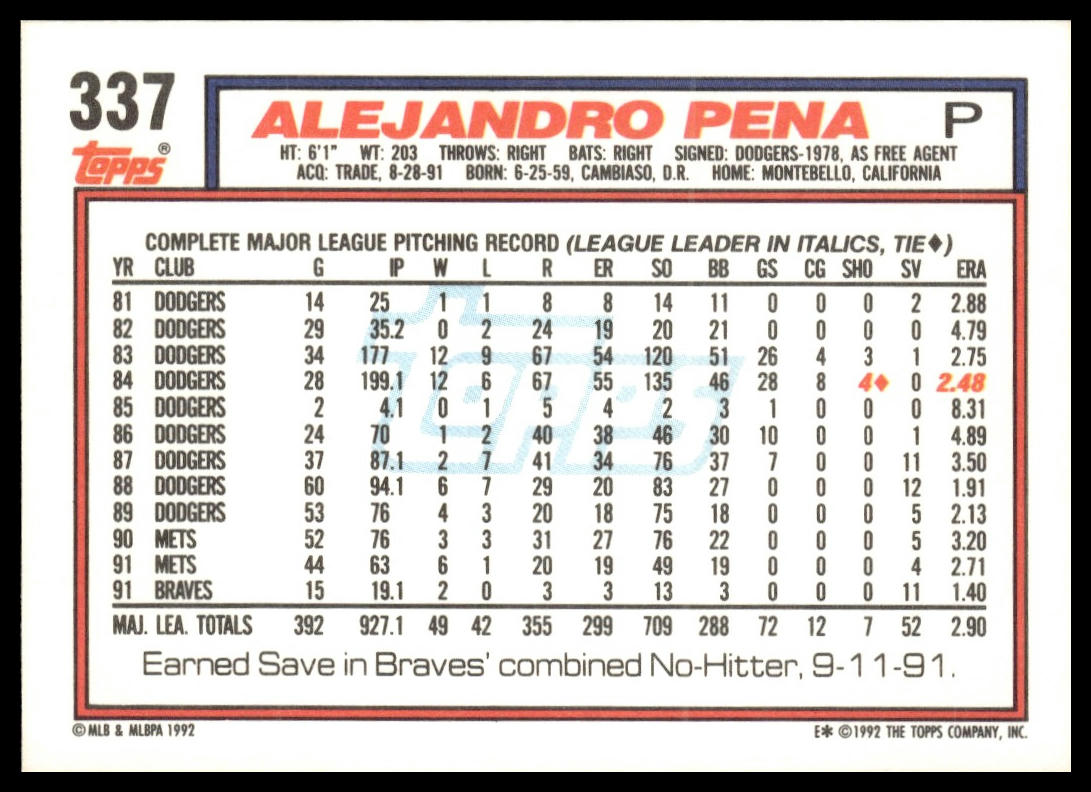 337 ALEJANDRO PENA P
topps®
HT: 6'1" WT: 203 THROWS: RIGHT BATS: RIGHT SIGNED: DODGERS-1978, AS FREE AGENT
ACQ: TRADE, 8-28-91 BORN: 6-25-59, CAMBIASO, D.R. HOME: MONTEBELLO, CALIFORNIA
COMPLETE MAJOR LEAGUE PITCHING RECORD (LEAGUE LEADER IN ITALICS, TIE♦)
YR CLUB G IP W L R ER SO BB GS CG SHO SV ERA
81 DODGERS 14 25 1 1 8 8 14 11 0 0 0 2 2.88
82 DODGERS 29 35.2 0 2 24 19 20 21 0 0 0 0 4.79
83 DODGERS 34 177 12 9 67 54 120 51 26 4 3 1 2.75
84 DODGERS 28 199.1 12 6 67 55 135 46 28 8 4♦ 0 2.48
85 DODGERS 2 4.1 0 1 5 4 2 3 1 0 0 0 8.31
86 DODGERS 24 70 1 2 40 38 46 30 10 0 0 1 4.89
87 DODGERS 37 87.1 2 7 41 34 76 37 7 0 0 11 3.50
88 DODGERS 60 94.1 6 7 29 20 83 27 0 0 0 12 1.91
89 DODGERS 53 76 4 3 20 18 75 18 0 0 0 5 2.13
90 METS 52 76 3 3 31 27 76 22 0 0 0 5 3.20
91 METS 44 63 6 1 20 19 49 19 0 0 0 4 2.71
91 BRAVES 15 19.1 2 0 3 3 13 3 0 0 0 11 1.40
MAJ. LEA. TOTALS 392 927.1 49 42 355 299 709 288 72 12 7 52 2.90
topps
Earned Save in Braves' combined No-Hitter, 9-11-91.
©MLB & MLBPA 1992 E* ©1992 THE TOPPS COMPANY, INC.